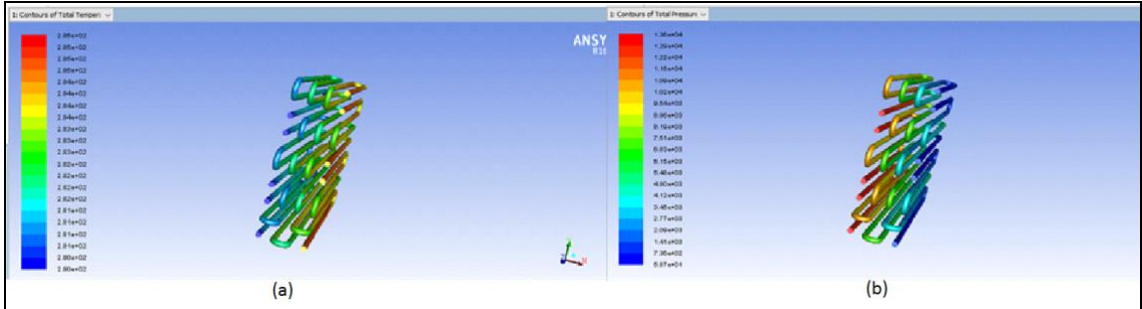 1: Contours of Total Temper
ANSY
R16
2.85e+02
2.85e+02
2.85e+02
2.85e+02
2.84e+02
2.84e+02
2.84e+02
2.84e+02
2.83e+02
2.83e+02
2.83e+02
2.82e+02
2.82e+02
2.82e+02
2.82e+02
2.81e+02
2.81e+02
2.81e+02
2.80e+02
2.80e+02
(a)
1: Contours of Total Pressure
1.36e+04
1.29e+04
1.22e+04
1.16e+04
1.09e+04
1.02e+04
9.54e+03
8.86e+03
8.19e+03
7.51e+03
6.83e+03
6.15e+03
5.48e+03
4.80e+03
4.12e+03
3.45e+03
2.77e+03
2.09e+03
1.41e+03
7.36e+02
5.87e+01
(b)